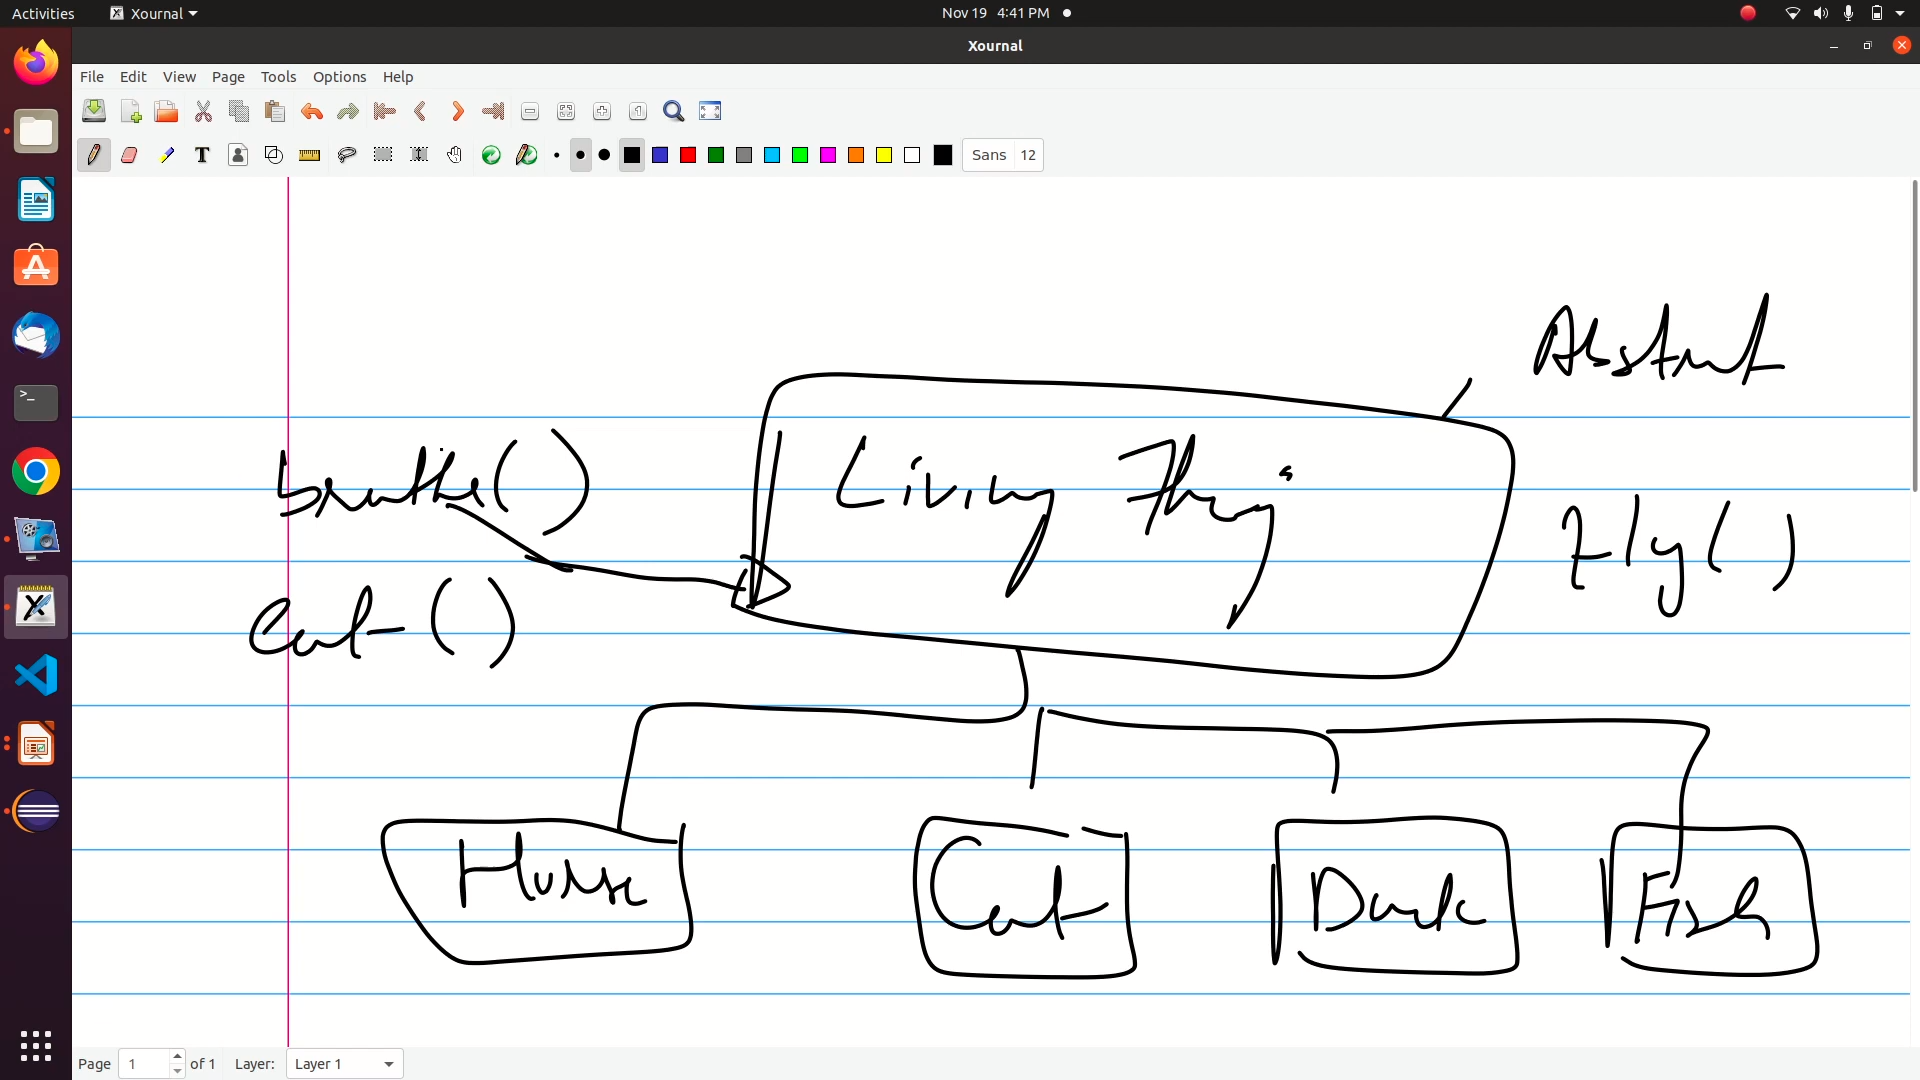 Activities Xournal Nov 19 4:41 PM
Xournal
File Edit View Page Tools Options Help
T Sans 12
Abstract
breathe() Living Things
fly()
eat()
Horse Cat Duck Fish
Page 1 of 1 Layer: Layer 1